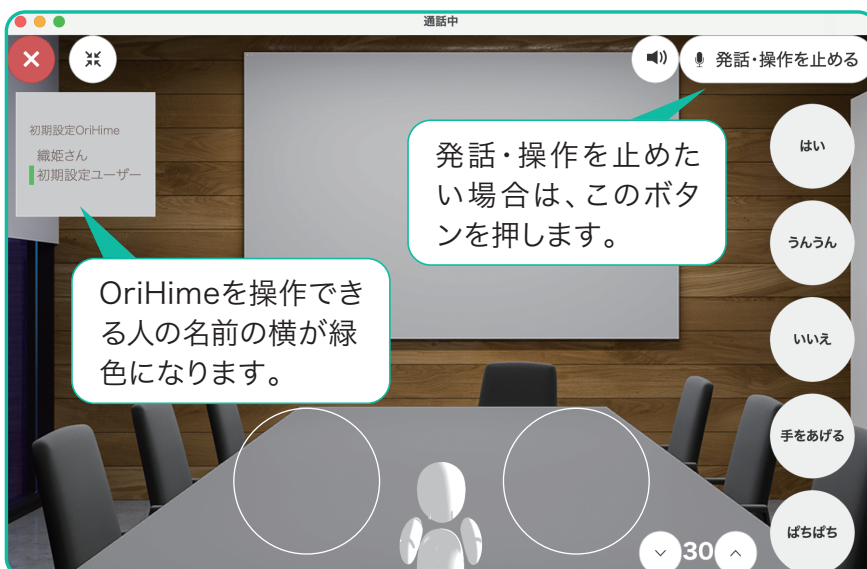 通話中
発話・操作を止める
初期設定OriHime
織姫さん
初期設定ユーザー
発話・操作を止めた
い場合は、このボタ
ンを押します。
OriHimeを操作でき
る人の名前の横が緑
色になります。
はい
うんうん
いいえ
手をあげる
ぱちぱち
30